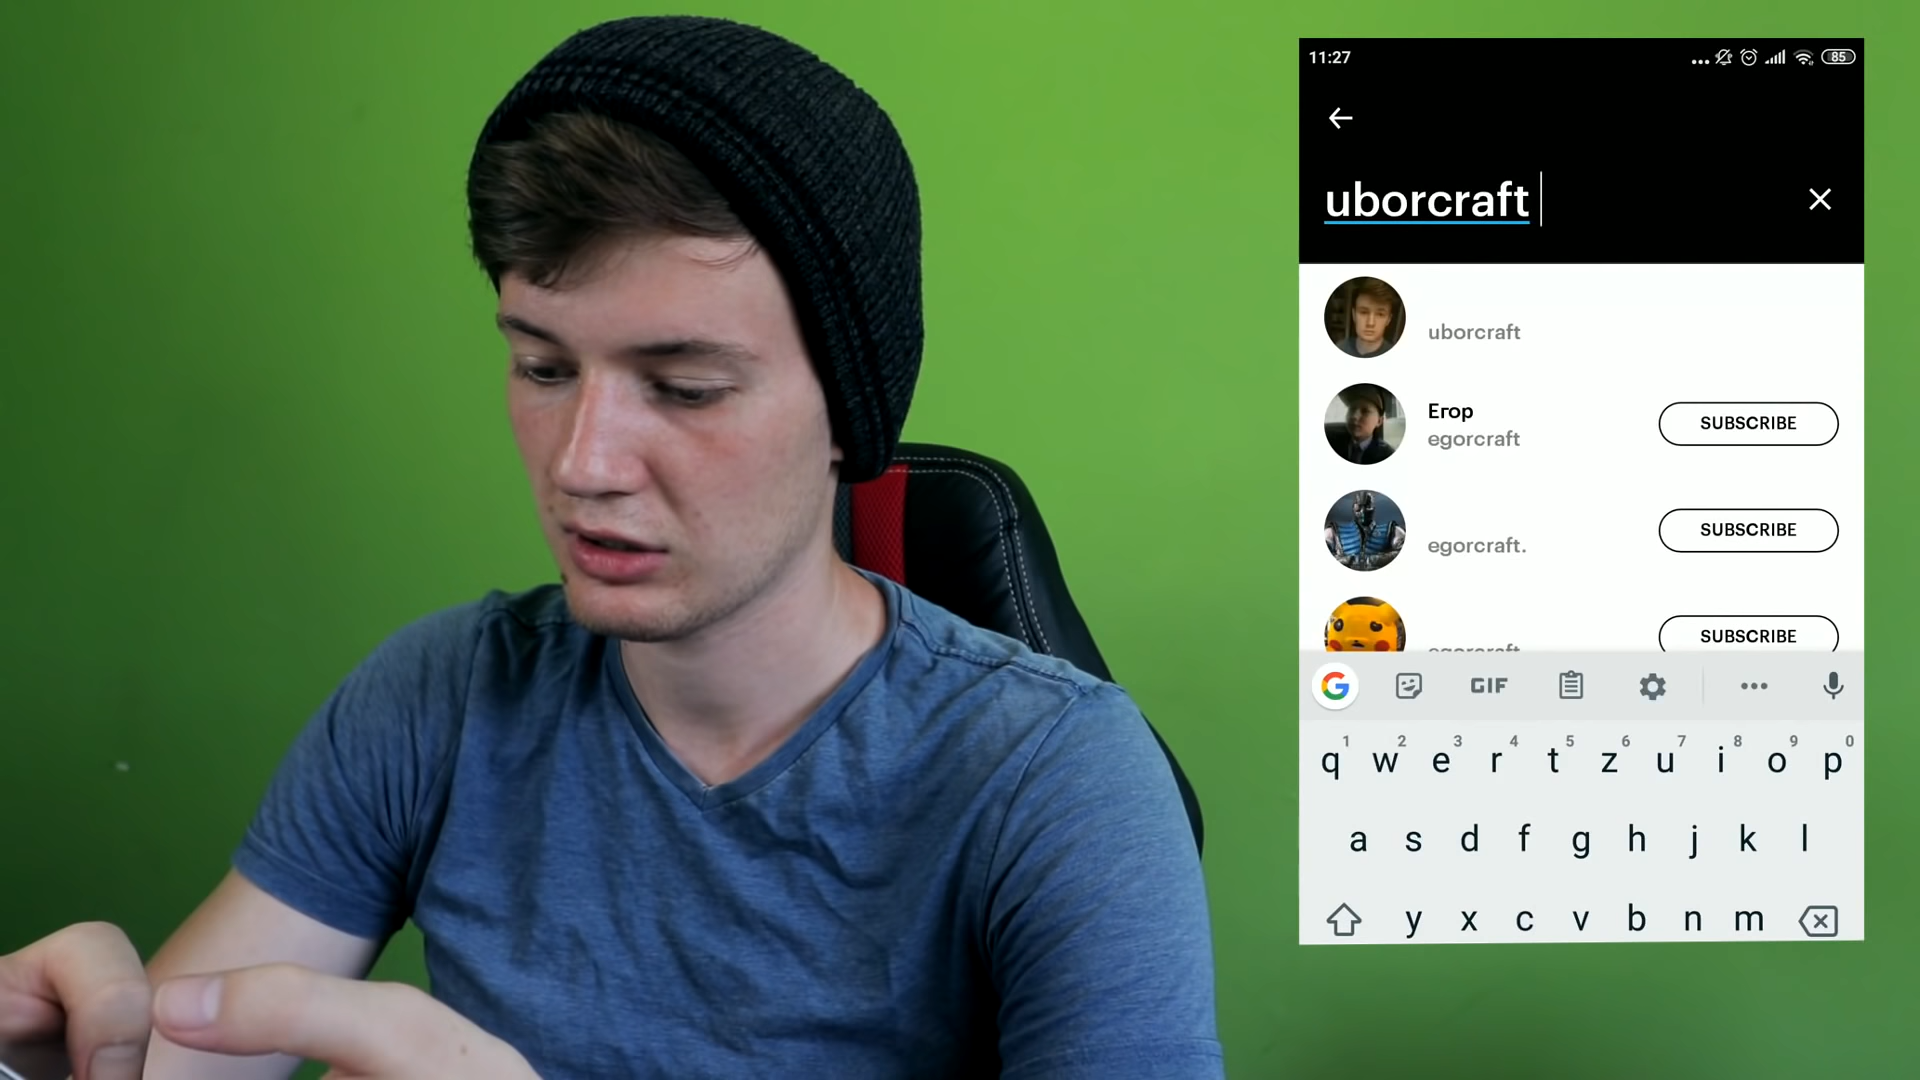 11:27
85
uborcraft
uborcraft
Егор
egorcraft
SUBSCRIBE
egorcraft.
SUBSCRIBE
SUBSCRIBE
GIF
1 2 3 4 5 6 7 8 9 0
q w e r t z u i o p
a s d f g h j k l
y x c v b n m